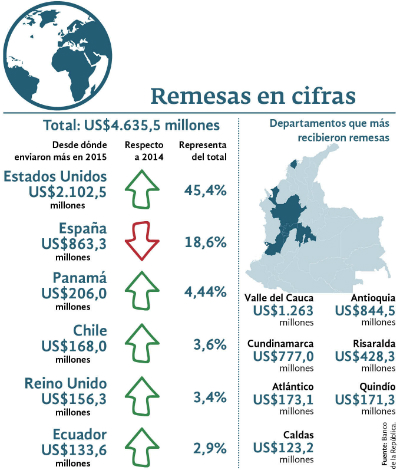 Remesas en cifras
Total: US$4.635,5 millones
Desde dónde
enviaron más en 2015
Respecto
a 2014
Representa
del total
Estados Unidos
US$2.102,5
millones
45,4%
España
US$863,3
millones
18,6%
Panamá
US$206,0
millones
4,44%
Chile
US$168,0
millones
3,6%
Reino Unido
US$156,3
millones
3,4%
Ecuador
US$133,6
millones
2,9%
Departamentos que más
recibieron remesas
Valle del Cauca
US$1.263
millones
Antioquia
US$844,5
millones
Cundinamarca
US$777,0
millones
Risaralda
US$428,3
millones
Atlántico
US$173,1
millones
Quindío
US$171,3
millones
Caldas
US$123,2
millones
Fuente: Banco
de la República.